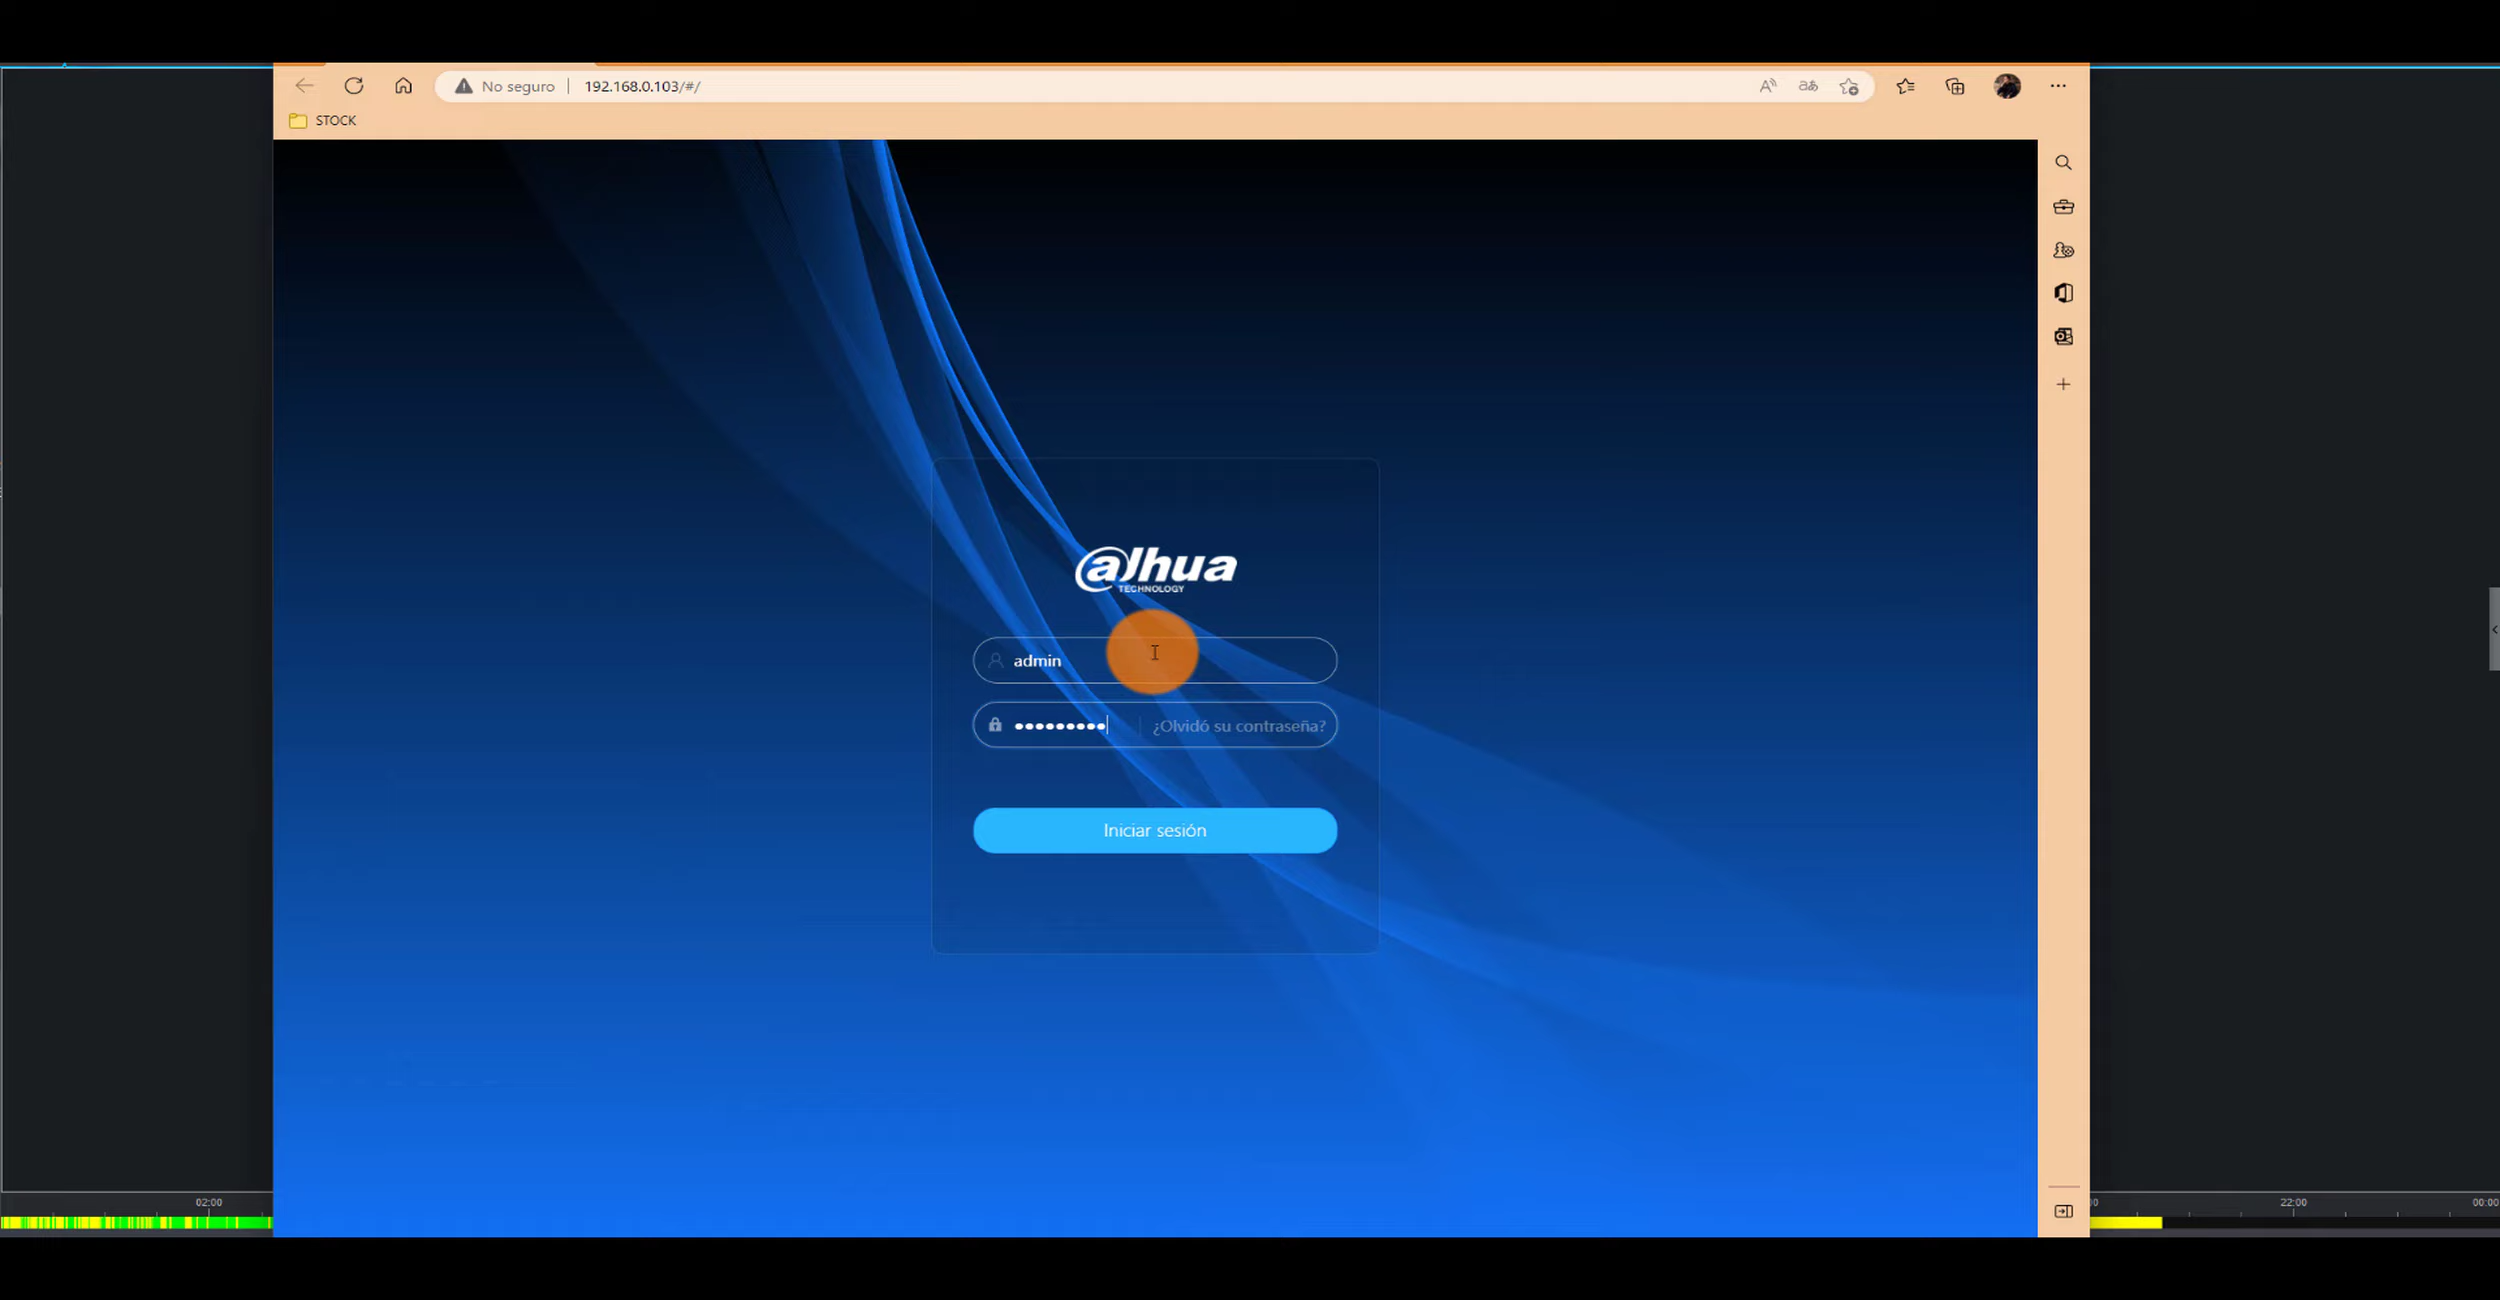 No seguro 192.168.0.103/#/
STOCK
alhua
TECHNOLOGY
admin
¿Olvidó su contraseña?
Iniciar sesión
02:00
22:00
00:00